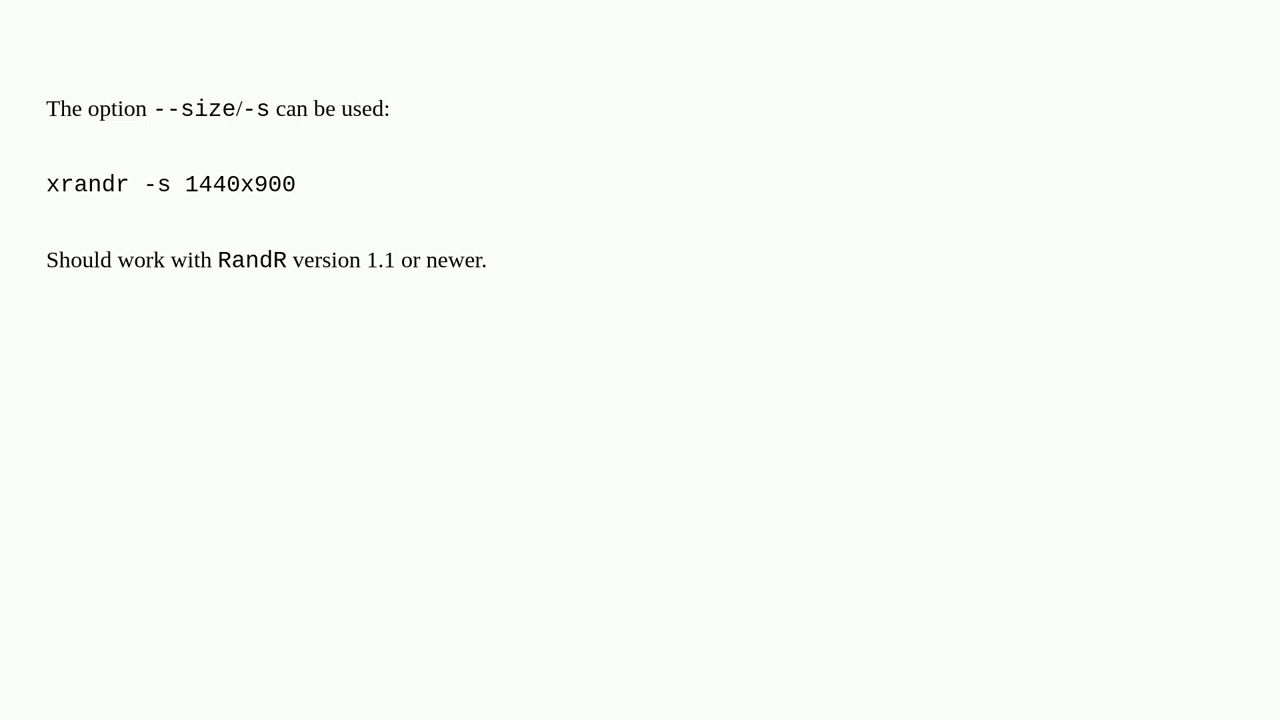 The option --size/-s can be used:
xrandr -s 1440x900
Should work with RandR version 1.1 or newer.